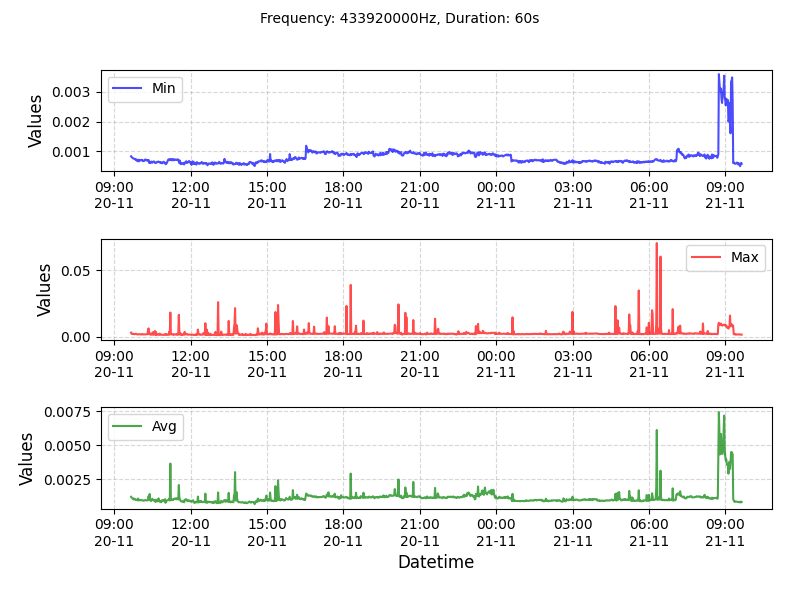 Frequency: 433920000Hz, Duration: 60s
Values
0.003
0.002
0.001
Min
09:00 12:00 15:00 18:00 21:00 00:00 03:00 06:00 09:00
20-11 20-11 20-11 20-11 20-11 21-11 21-11 21-11 21-11
Values
0.05
0.00
Max
09:00 12:00 15:00 18:00 21:00 00:00 03:00 06:00 09:00
20-11 20-11 20-11 20-11 20-11 21-11 21-11 21-11 21-11
Values
0.0075
0.0050
0.0025
Avg
09:00 12:00 15:00 18:00 21:00 00:00 03:00 06:00 09:00
20-11 20-11 20-11 20-11 20-11 21-11 21-11 21-11 21-11
Datetime